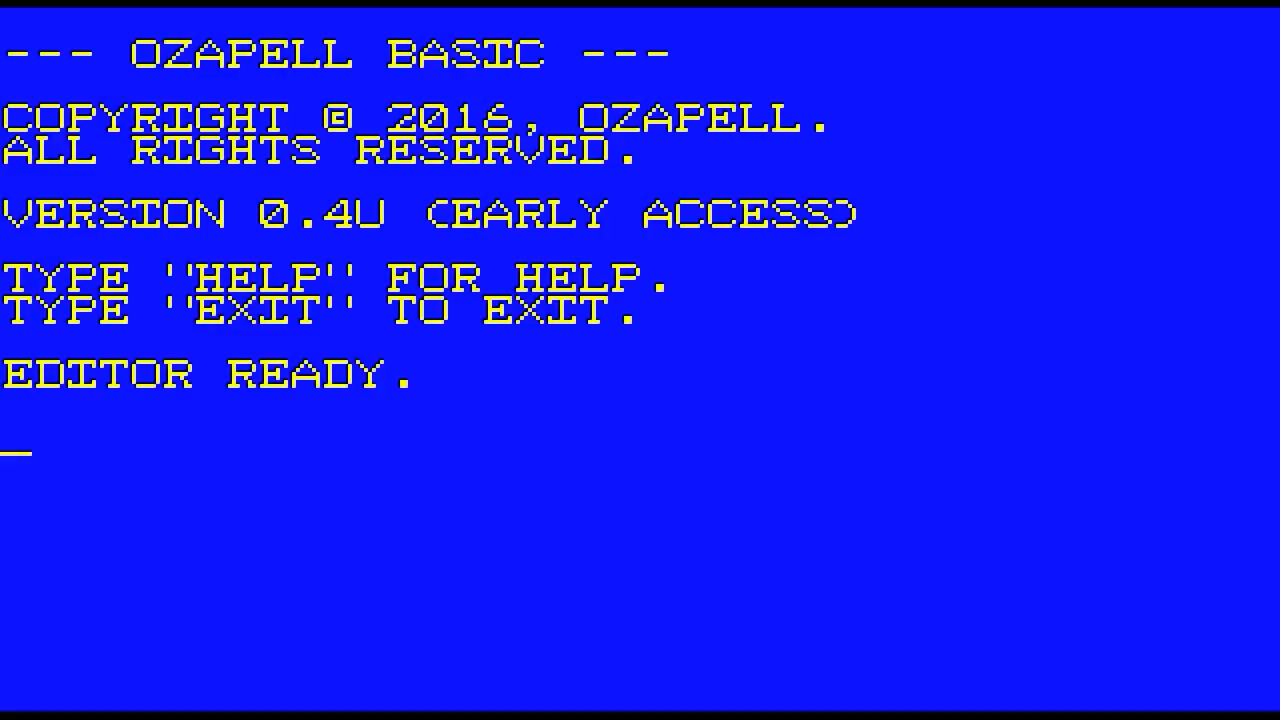 --- OZAPELL BASIC ---
COPYRIGHT © 2016, OZAPELL.
ALL RIGHTS RESERVED.
VERSION 0.4U (EARLY ACCESS)
TYPE "HELP" FOR HELP.
TYPE "EXIT" TO EXIT.
EDITOR READY.
_